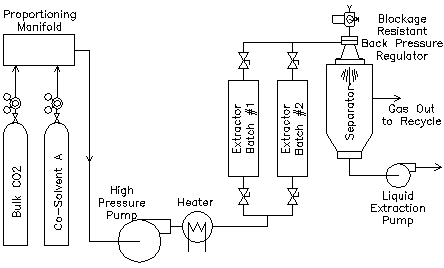 Proportioning
Manifold
Blockage
Resistant
Back Pressure
Regulator
Extractor
Batch #1
Extractor
Batch #2
Separator
Gas Out
to Recycle
Bulk CO2
Co-Solvent A
High
Pressure
Pump
Heater
Liquid
Extraction
Pump